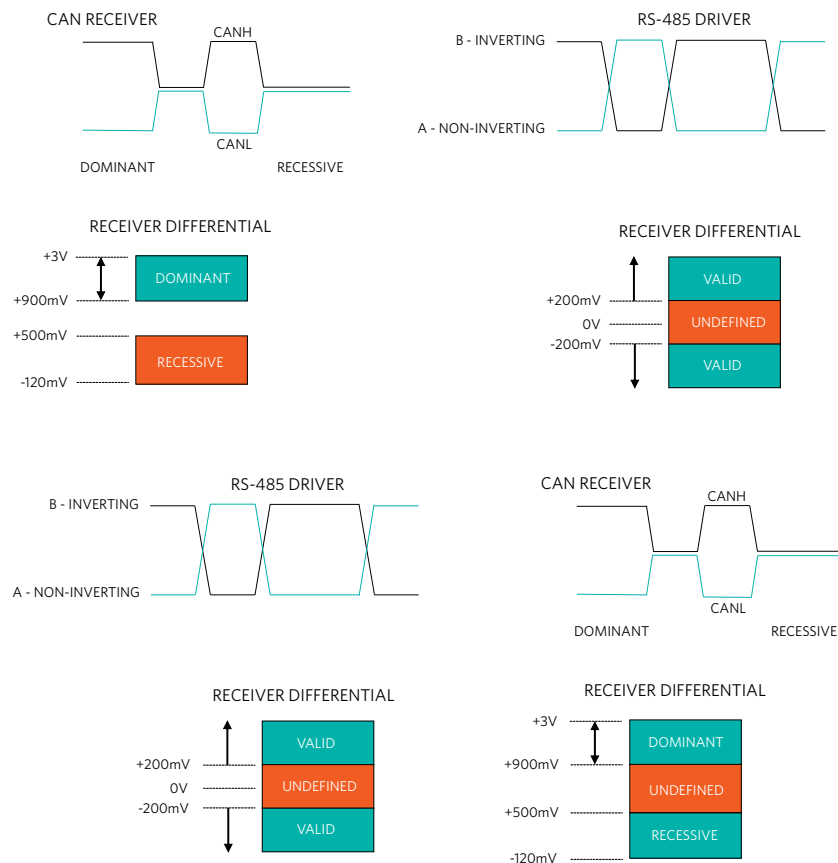 CAN RECEIVER
CANH
CANL
DOMINANT
RECESSIVE
RS-485 DRIVER
B - INVERTING
A - NON-INVERTING
RECEIVER DIFFERENTIAL
+3V
DOMINANT
+900mV
+500mV
RECESSIVE
-120mV
RECEIVER DIFFERENTIAL
VALID
+200mV
UNDEFINED
0V
-200mV
VALID
RS-485 DRIVER
B - INVERTING
A - NON-INVERTING
CAN RECEIVER
CANH
CANL
DOMINANT
RECESSIVE
RECEIVER DIFFERENTIAL
VALID
+200mV
UNDEFINED
0V
-200mV
VALID
RECEIVER DIFFERENTIAL
+3V
DOMINANT
+900mV
UNDEFINED
+500mV
RECESSIVE
-120mV